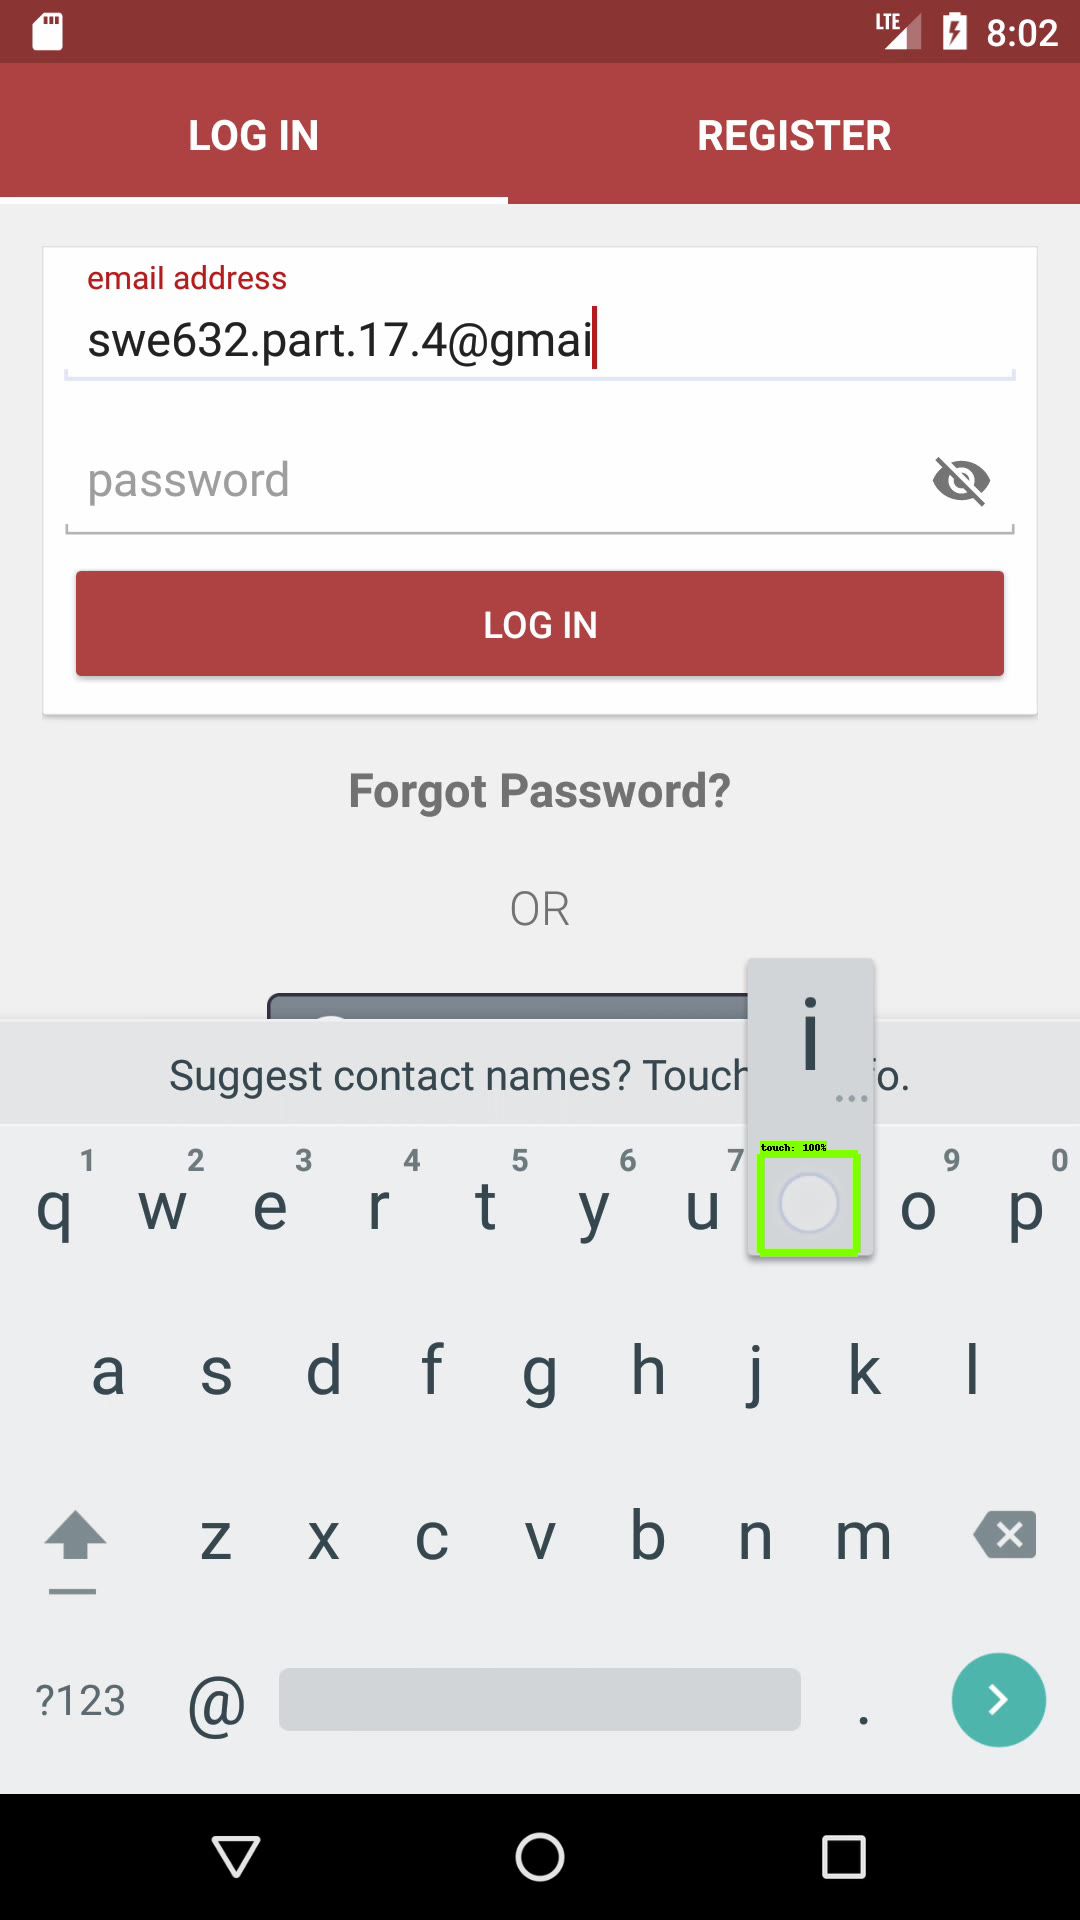 LTE 8:02
LOG IN REGISTER
email address
swe632.part.17.4@gmai
password
LOG IN
Forgot Password?
OR
i
Suggest contact names? Touch fo.
...
touch: 100%
1 2 3 4 5 6 7 9 0
q w e r t y u o p
a s d f g h j k l
z x c v b n m
?123 @ .